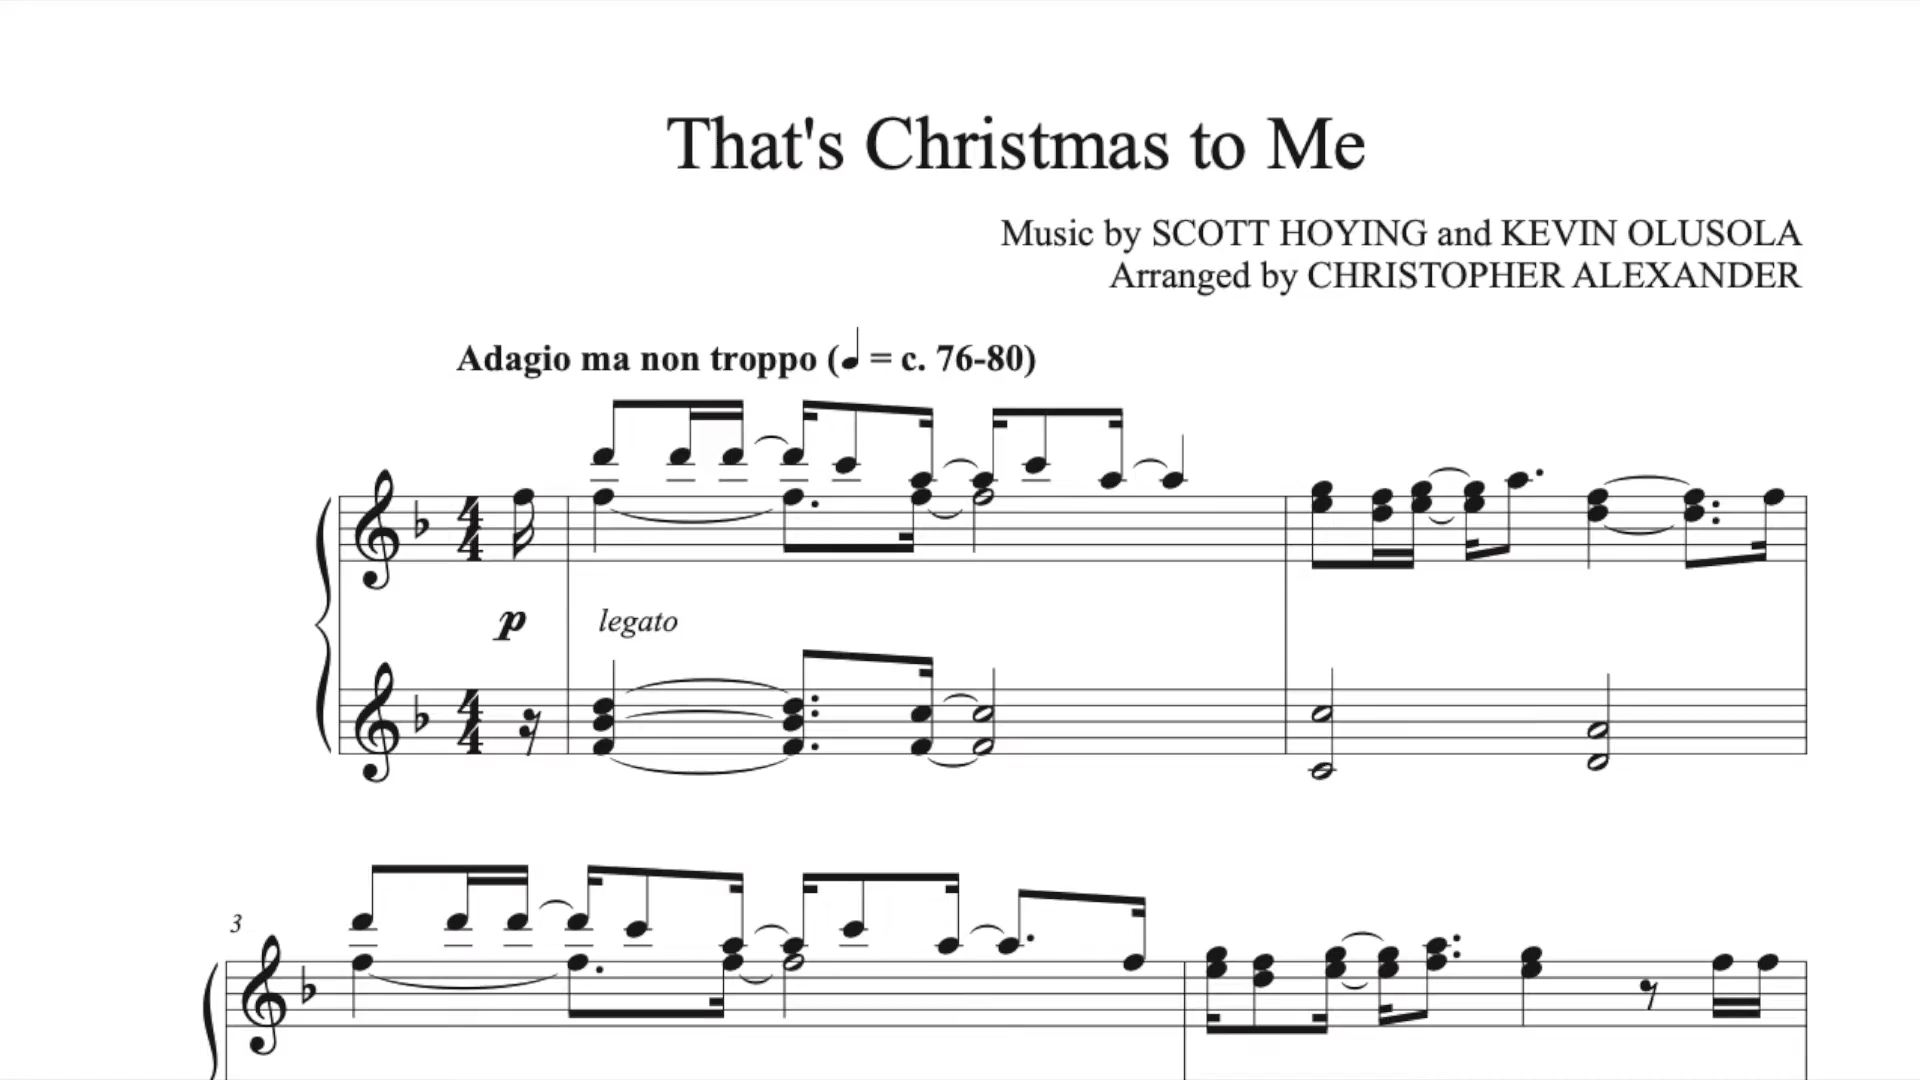 That's Christmas to Me
Music by SCOTT HOYING and KEVIN OLUSOLA
Arranged by CHRISTOPHER ALEXANDER
Adagio ma non troppo (♩ = c. 76-80)
p legato
3